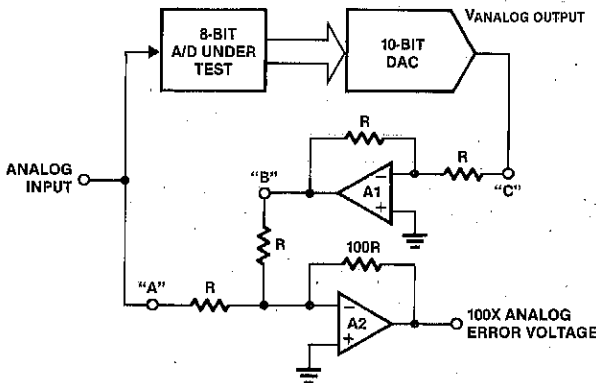 8-BIT
A/D UNDER
TEST
10-BIT
DAC
VANALOG OUTPUT
R
R
"C"
ANALOG
INPUT
"B"
A1
−
+
R
100R
"A"
R
−
A2
+
100X ANALOG
ERROR VOLTAGE